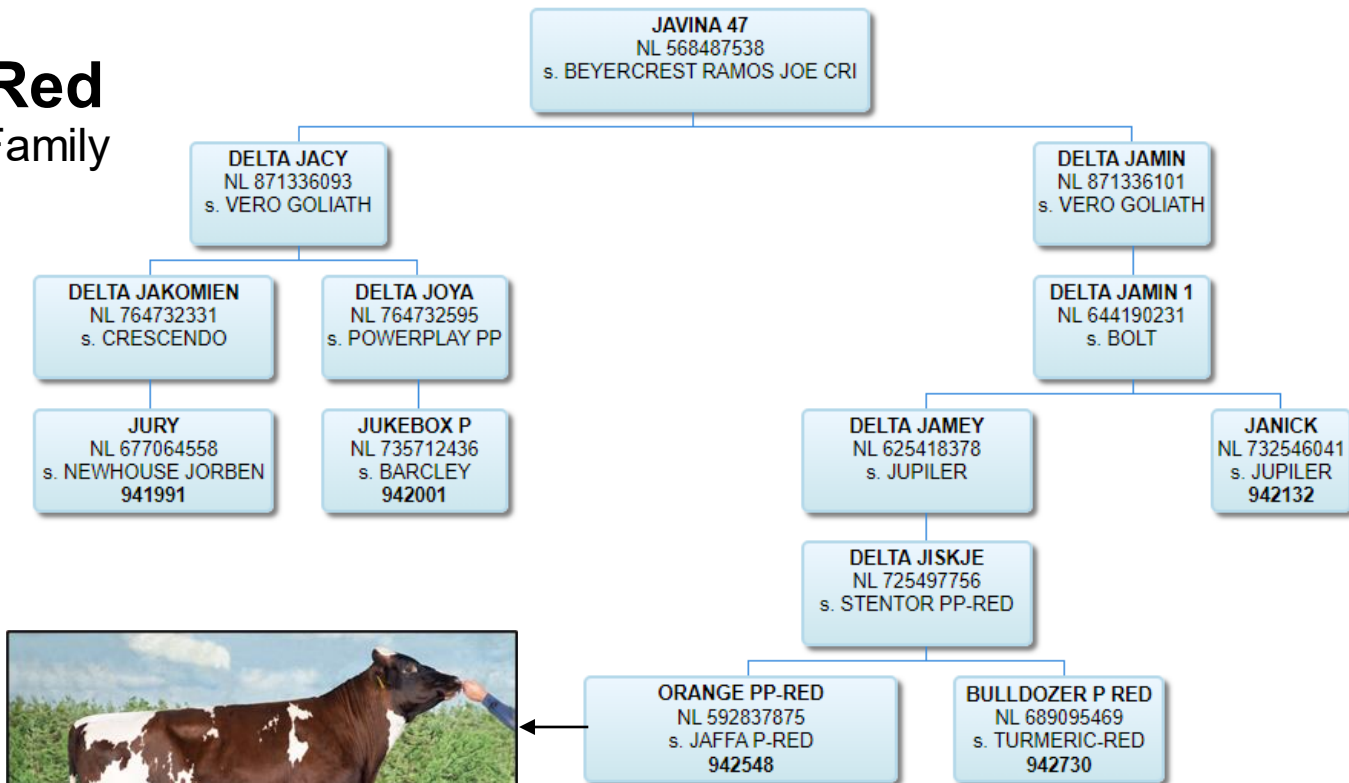 Red
Family
JAVINA 47
NL 568487538
s. BEYERCREST RAMOS JOE CRI
DELTA JACY
NL 871336093
s. VERO GOLIATH
DELTA JAMIN
NL 871336101
s. VERO GOLIATH
DELTA JAKOMIEN
NL 764732331
s. CRESCENDO
DELTA JOYA
NL 764732595
s. POWERPLAY PP
DELTA JAMIN 1
NL 644190231
s. BOLT
JURY
NL 677064558
s. NEWHOUSE JORBEN
941991
JUKEBOX P
NL 735712436
s. BARCLEY
942001
DELTA JAMEY
NL 625418378
s. JUPILER
JANICK
NL 732546041
s. JUPILER
942132
DELTA JISKJE
NL 725497756
s. STENTOR PP-RED
ORANGE PP-RED
NL 592837875
s. JAFFA P-RED
942548
BULLDOZER P RED
NL 689095469
s. TURMERIC-RED
942730